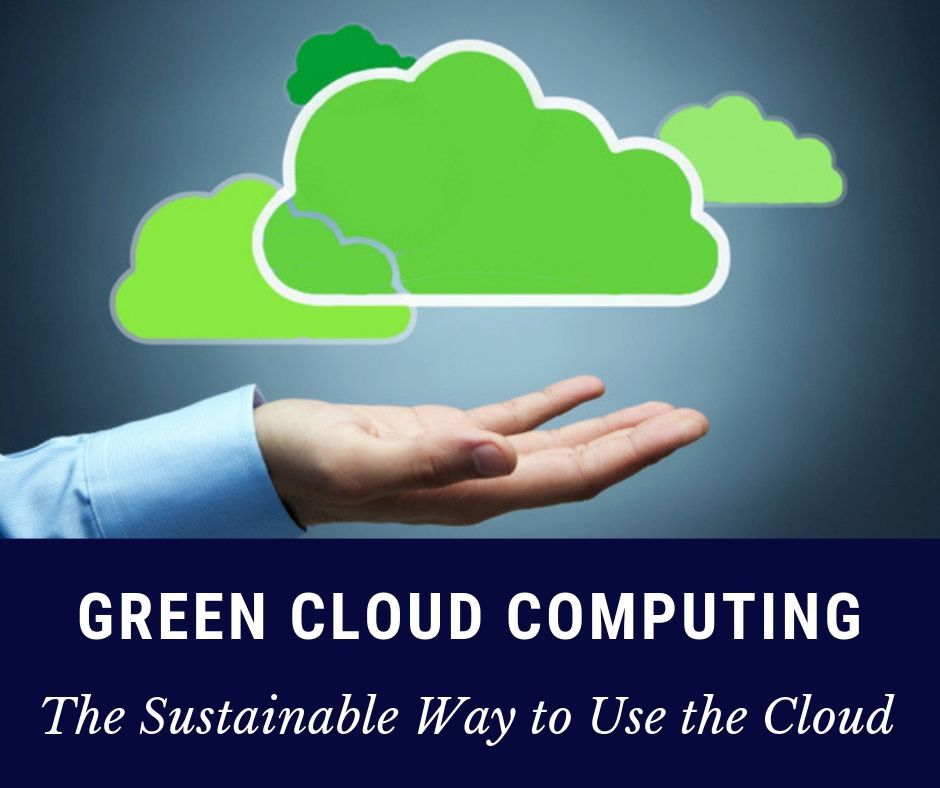 GREEN CLOUD COMPUTING
The Sustainable Way to Use the Cloud